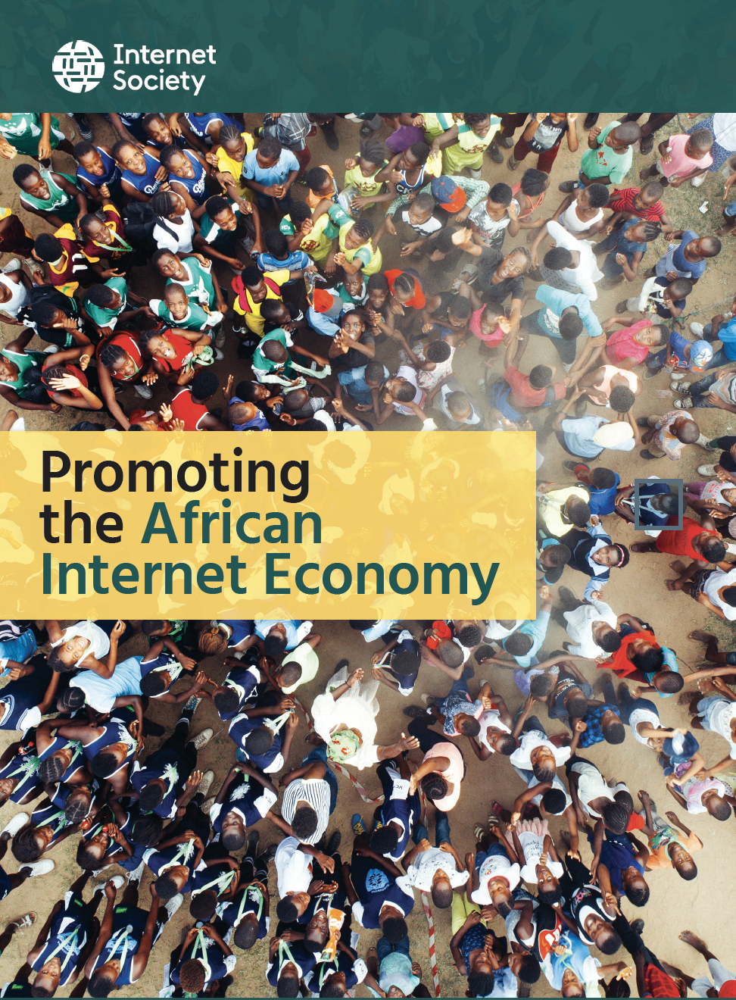 Internet
Society
Promoting
the African
Internet Economy